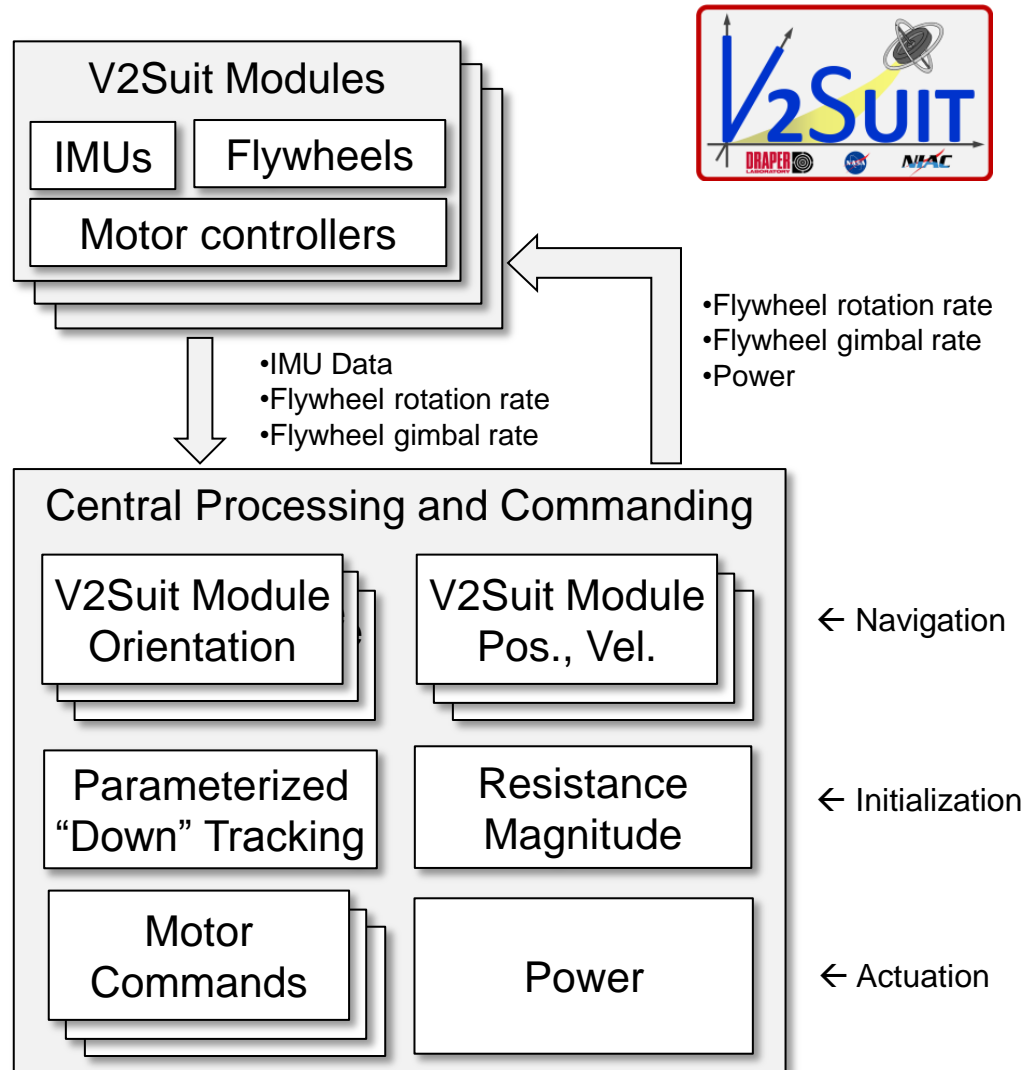 V2Suit Modules
IMUs
Flywheels
Motor controllers
V2SUIT
DRAPER
LABORATORY
NASA
NIAC
•Flywheel rotation rate
•Flywheel gimbal rate
•Power
•IMU Data
•Flywheel rotation rate
•Flywheel gimbal rate
Central Processing and Commanding
V2Suit Module
Orientation
V2Suit Module
Pos., Vel.
← Navigation
Parameterized
“Down” Tracking
Resistance
Magnitude
← Initialization
Motor
Commands
Power
← Actuation